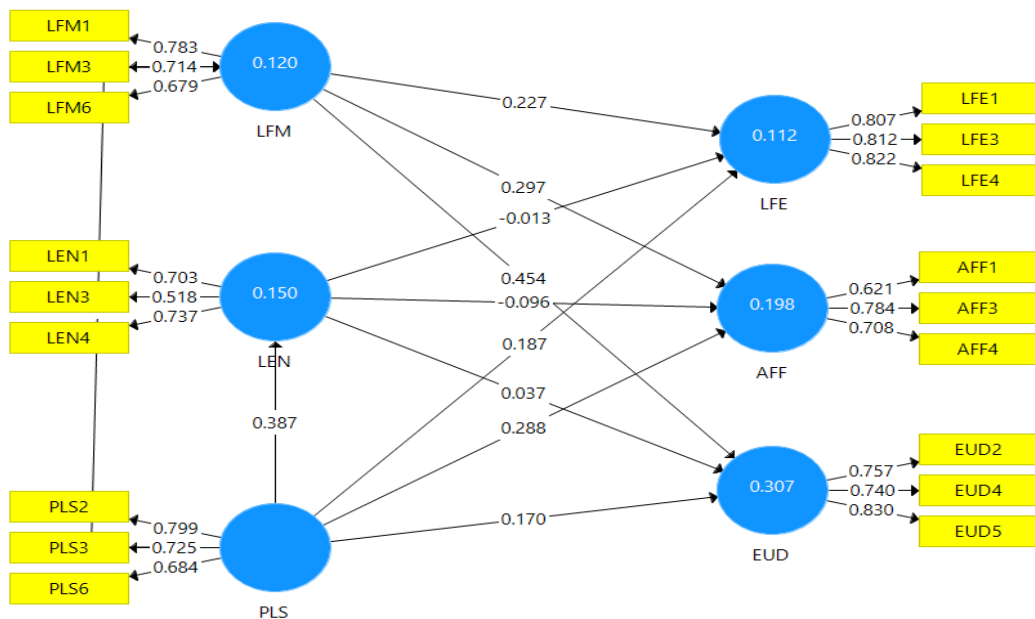 LFM1
LFM3
LFM6
0.783
0.714
0.679
0.120
LFM
LEN1
LEN3
LEN4
0.703
0.518
0.737
0.150
LEN
0.387
PLS2
PLS3
PLS6
0.799
0.725
0.684
PLS
0.227
0.297
-0.013
0.454
-0.096
0.187
0.037
0.288
0.170
0.112
LFE
0.807
0.812
0.822
LFE1
LFE3
LFE4
0.198
AFF
0.621
0.784
0.708
AFF1
AFF3
AFF4
0.307
EUD
0.757
0.740
0.830
EUD2
EUD4
EUD5